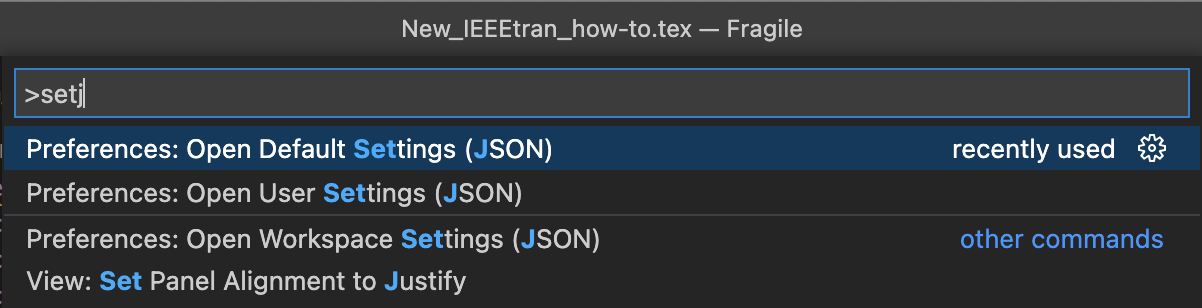 New_IEEEtran_how-to.tex — Fragile
>setj
Preferences: Open Default Settings (JSON) recently used
Preferences: Open User Settings (JSON)
Preferences: Open Workspace Settings (JSON) other commands
View: Set Panel Alignment to Justify